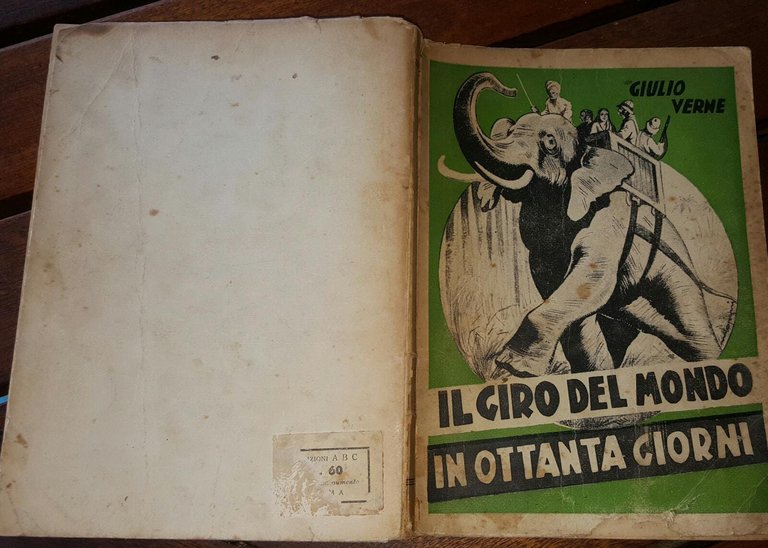 GIULIO
VERNE
IL GIRO DEL MONDO
IN OTTANTA GIORNI
A B C
60